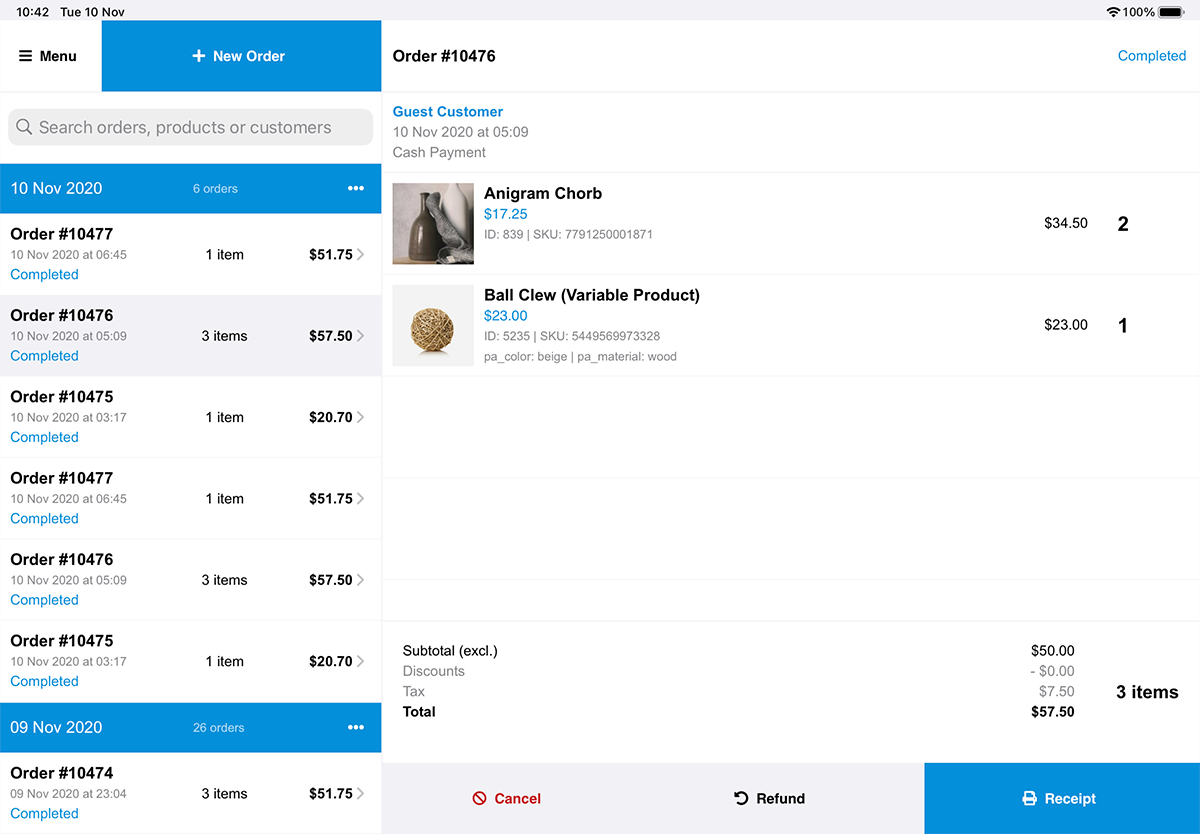 10:42 Tue 10 Nov
100%
Menu
New Order
Search orders, products or customers
10 Nov 2020 6 orders
Order #10477
10 Nov 2020 at 06:45 1 item $51.75
Completed
Order #10476
10 Nov 2020 at 05:09 3 items $57.50
Completed
Order #10475
10 Nov 2020 at 03:17 1 item $20.70
Completed
Order #10477
10 Nov 2020 at 06:45 1 item $51.75
Completed
Order #10476
10 Nov 2020 at 05:09 3 items $57.50
Completed
Order #10475
10 Nov 2020 at 03:17 1 item $20.70
Completed
09 Nov 2020 26 orders
Order #10474
09 Nov 2020 at 23:04 3 items $51.75
Completed
Order #10476 Completed
Guest Customer
10 Nov 2020 at 05:09
Cash Payment
Anigram Chorb
$17.25
ID: 839 | SKU: 7791250001871
$34.50 2
Ball Clew (Variable Product)
$23.00
ID: 5235 | SKU: 5449569973328
pa_color: beige | pa_material: wood
$23.00 1
Subtotal (excl.) $50.00
Discounts - $0.00
Tax $7.50
Total $57.50
3 items
Cancel
Refund
Receipt